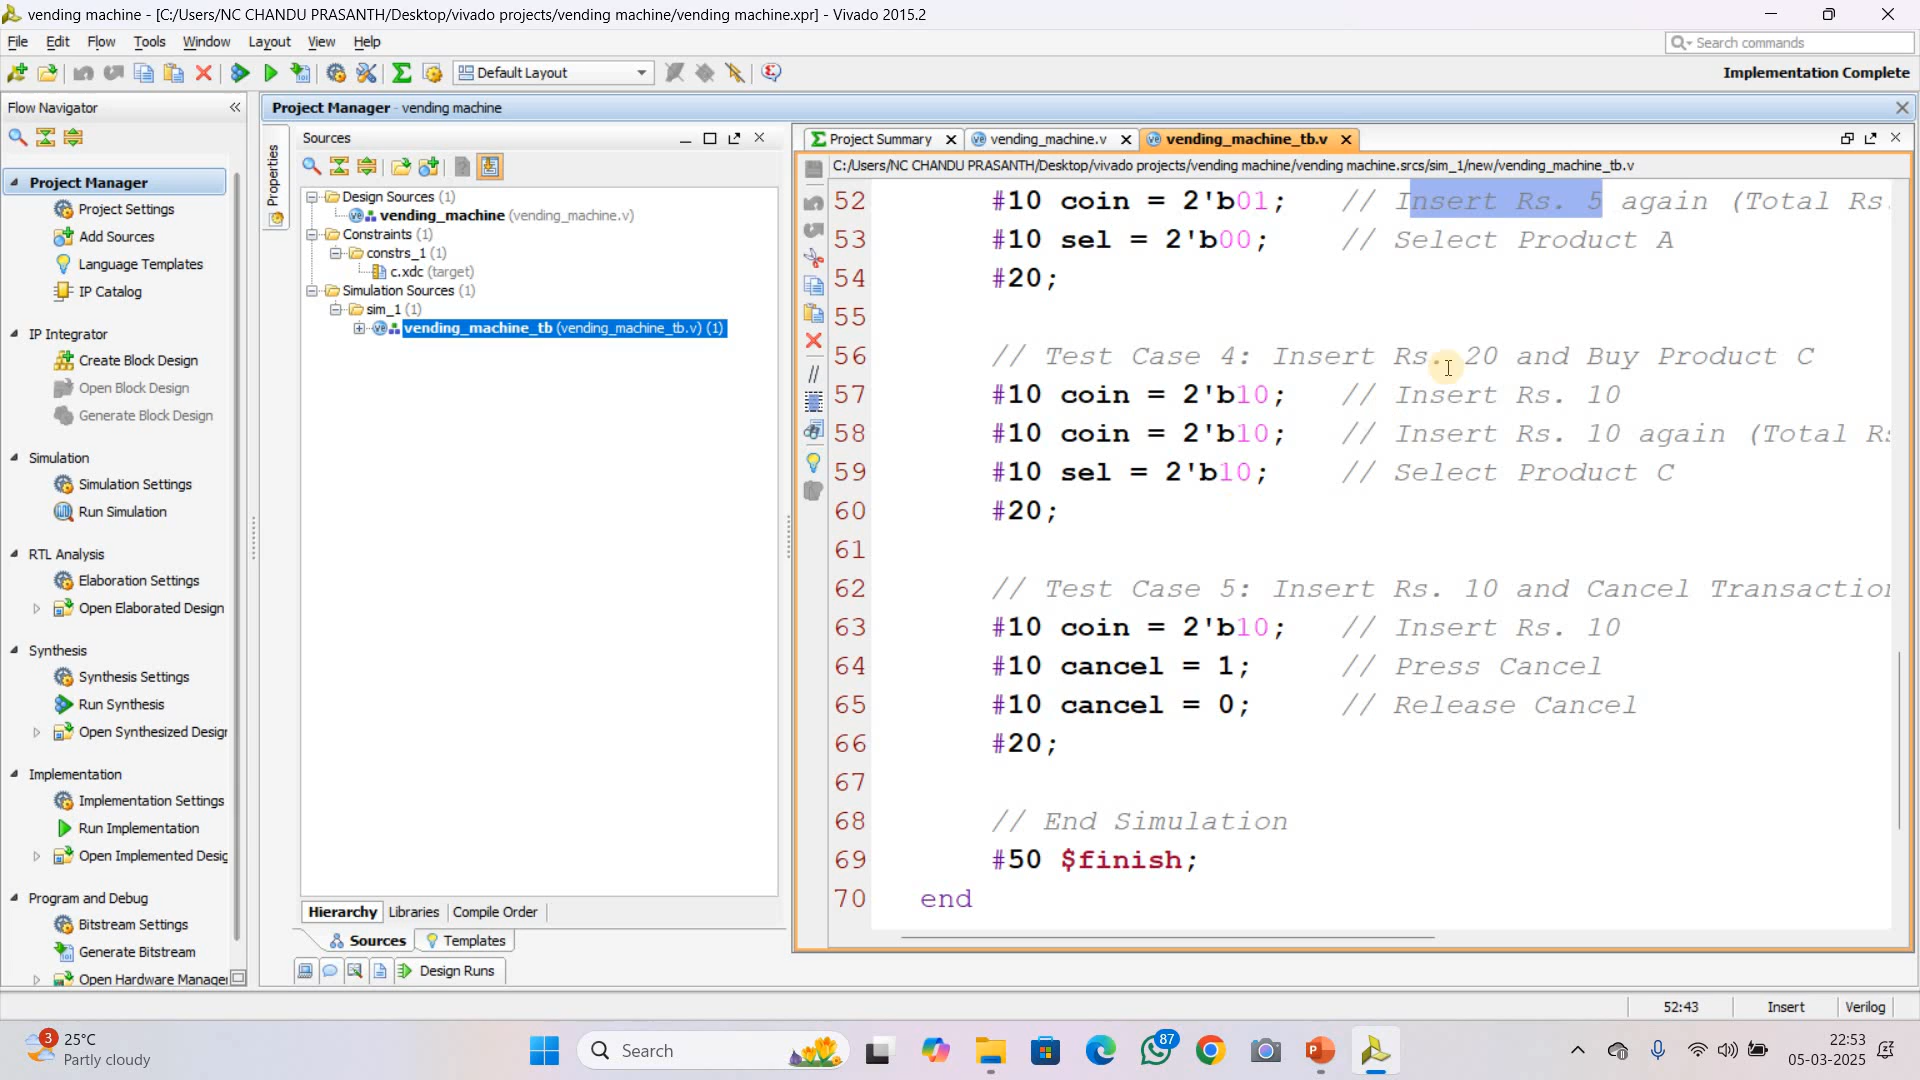 vending machine - [C:/Users/NC CHANDU PRASANTH/Desktop/vivado projects/vending machine/vending machine.xpr] - Vivado 2015.2
File Edit Flow Tools Window Layout View Help
Search commands
Default Layout
Implementation Complete
Flow Navigator
Project Manager
Project Settings
Add Sources
Language Templates
IP Catalog
IP Integrator
Create Block Design
Open Block Design
Generate Block Design
Simulation
Simulation Settings
Run Simulation
RTL Analysis
Elaboration Settings
Open Elaborated Design
Synthesis
Synthesis Settings
Run Synthesis
Open Synthesized Desigr
Implementation
Implementation Settings
Run Implementation
Open Implemented Desig
Program and Debug
Bitstream Settings
Generate Bitstream
Open Hardware Manage
Project Manager - vending machine
Properties
Sources
Design Sources (1)
vending_machine (vending_machine.v)
Constraints (1)
constrs_1 (1)
c.xdc (target)
Simulation Sources (1)
sim_1 (1)
vending_machine_tb (vending_machine_tb.v) (1)
Hierarchy Libraries Compile Order
Sources Templates
Design Runs
Project Summary vending_machine.v vending_machine_tb.v
C:/Users/NC CHANDU PRASANTH/Desktop/vivado projects/vending machine/vending machine.srcs/sim_1/new/vending_machine_tb.v
52 #10 coin = 2'b01; // Insert Rs. 5 again (Total Rs.
53 #10 sel = 2'b00; // Select Product A
54 #20;
55
56 // Test Case 4: Insert Rs. 20 and Buy Product C
57 #10 coin = 2'b10; // Insert Rs. 10
58 #10 coin = 2'b10; // Insert Rs. 10 again (Total Rs
59 #10 sel = 2'b10; // Select Product C
60 #20;
61
62 // Test Case 5: Insert Rs. 10 and Cancel Transaction
63 #10 coin = 2'b10; // Insert Rs. 10
64 #10 cancel = 1; // Press Cancel
65 #10 cancel = 0; // Release Cancel
66 #20;
67
68 // End Simulation
69 #50 $finish;
70 end
52:43 Insert Verilog
3
25°C
Partly cloudy
Search
87
22:53
05-03-2025